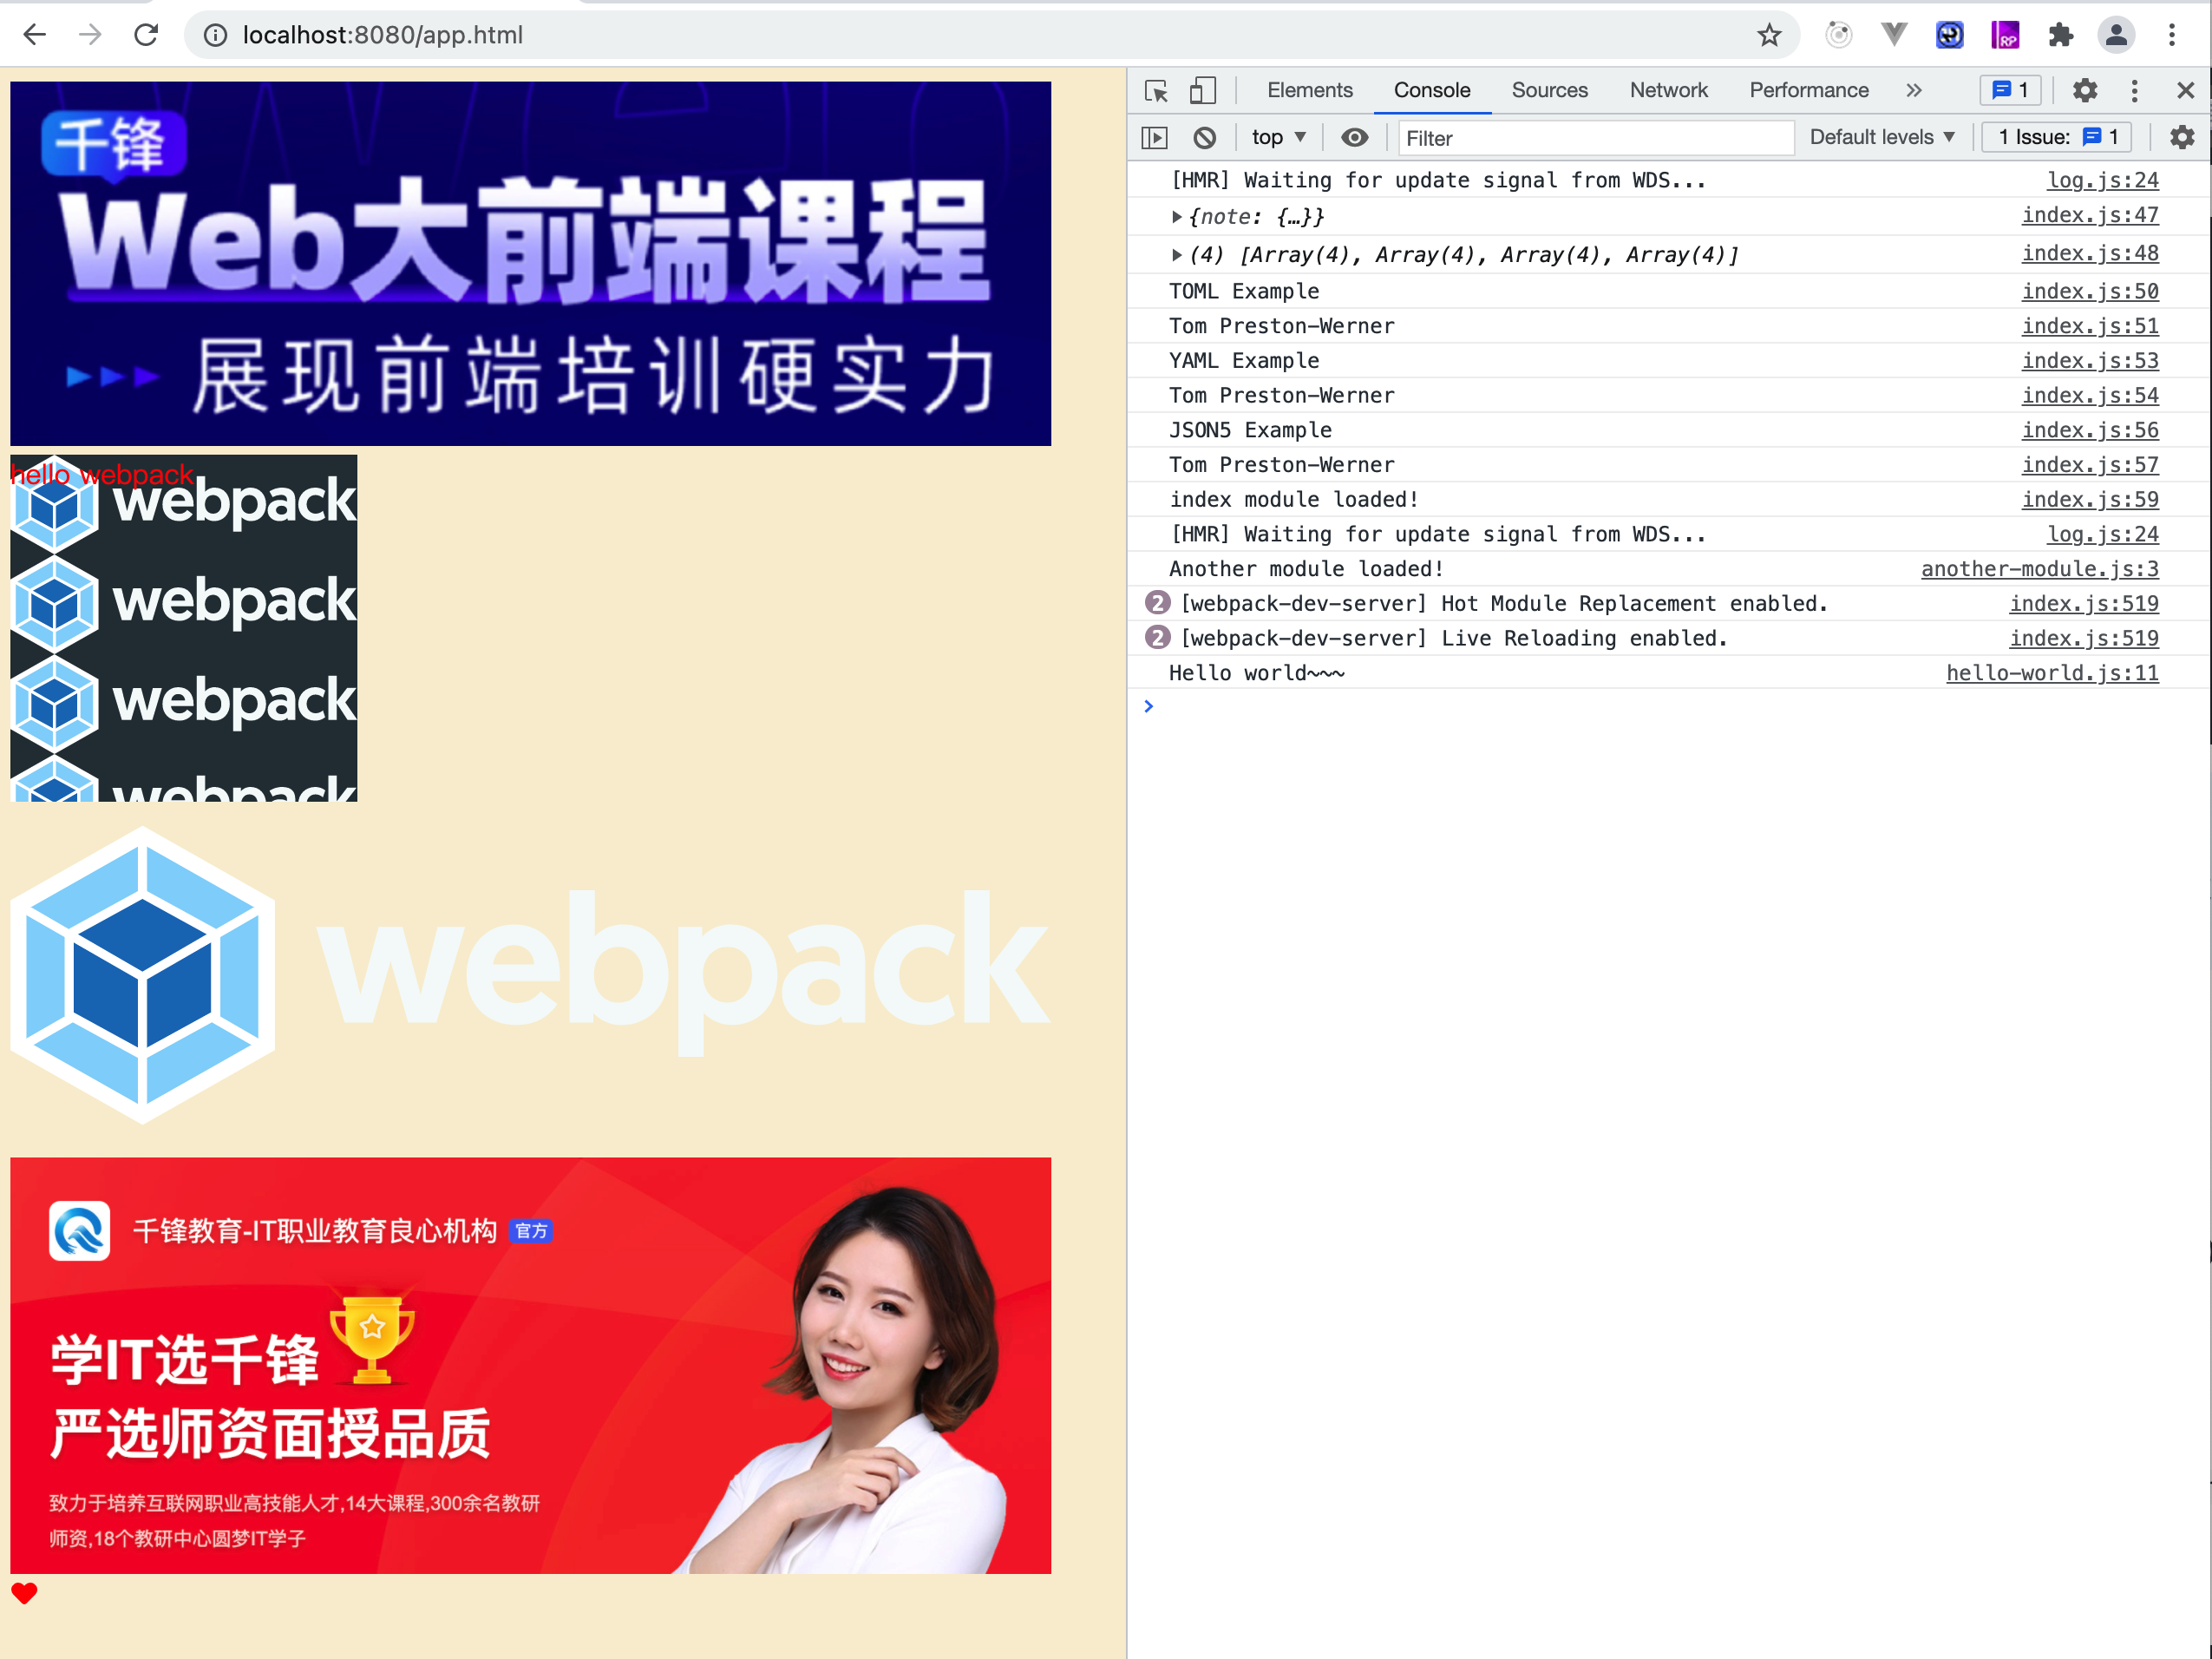 localhost:8080/app.html
千锋
Web大前端课程
展现前端培训硬实力
hello webpack
webpack
webpack
webpack
webpack
webpack
千锋教育-IT职业教育良心机构 官方
学IT选千锋
严选师资面授品质
致力于培养互联网职业高技能人才,14大课程,300余名教研
师资,18个教研中心圆梦IT学子
Elements Console Sources Network Performance » 1
top ▼ Filter Default levels ▼ 1 Issue: 1
[HMR] Waiting for update signal from WDS... log.js:24
▶{note: {…}} index.js:47
▶(4) [Array(4), Array(4), Array(4), Array(4)] index.js:48
TOML Example index.js:50
Tom Preston-Werner index.js:51
YAML Example index.js:53
Tom Preston-Werner index.js:54
JSON5 Example index.js:56
Tom Preston-Werner index.js:57
index module loaded! index.js:59
[HMR] Waiting for update signal from WDS... log.js:24
Another module loaded! another-module.js:3
2 [webpack-dev-server] Hot Module Replacement enabled. index.js:519
2 [webpack-dev-server] Live Reloading enabled. index.js:519
Hello world~~~ hello-world.js:11